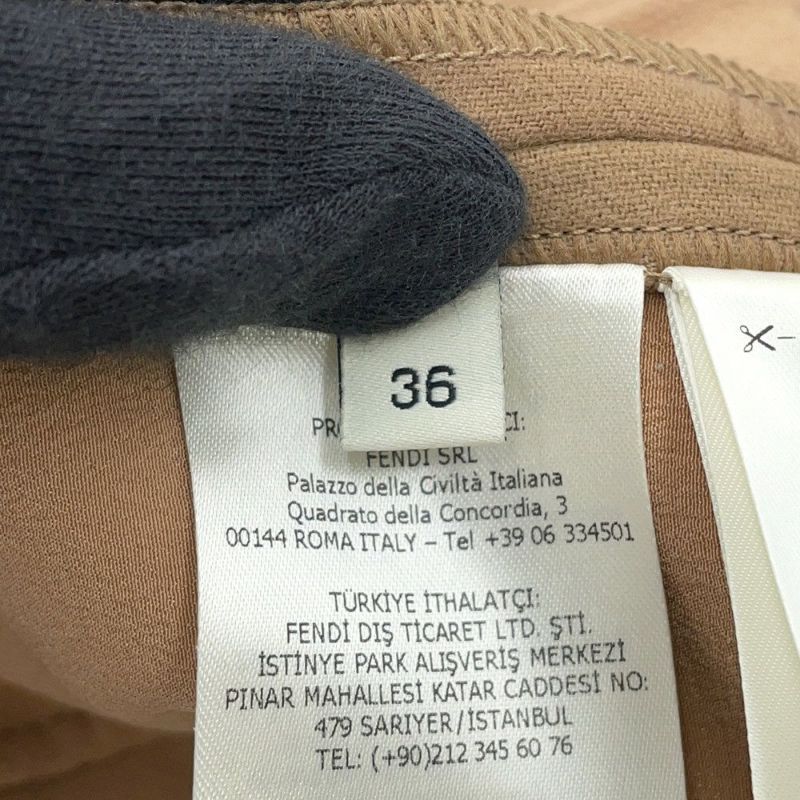 36
FENDI SRL
Palazzo della Civiltà Italiana
Quadrato della Concordia, 3
00144 ROMA ITALY – Tel +39 06 334501
TÜRKİYE İTHALATÇI:
FENDİ DIŞ TİCARET LTD. ŞTİ.
İSTİNYE PARK ALIŞVERİŞ MERKEZİ
PINAR MAHALLESİ KATAR CADDESİ NO:
479 SARIYER/İSTANBUL
TEL: (+90)212 345 60 76